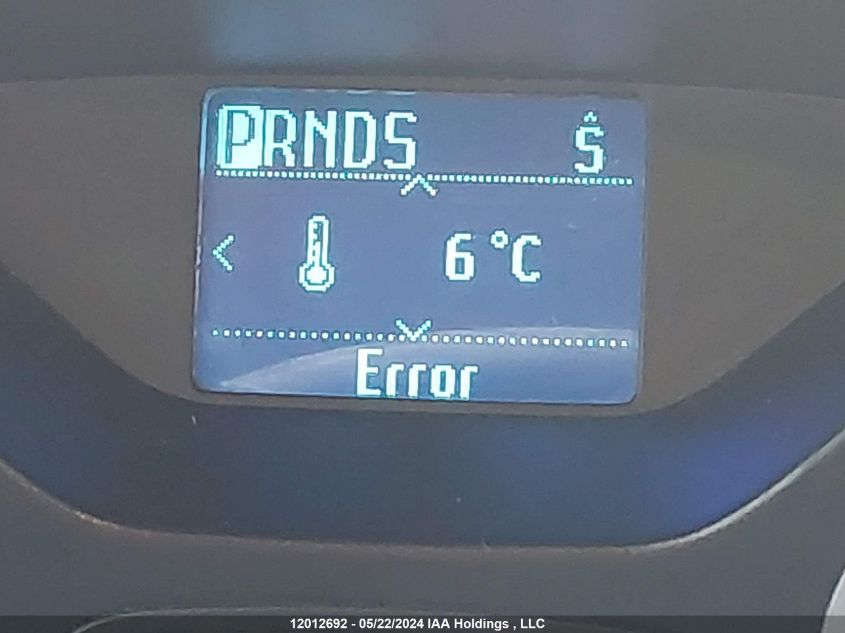 PRNDS Ŝ
6 °C
Error
12012692 - 05/22/2024 IAA Holdings , LLC